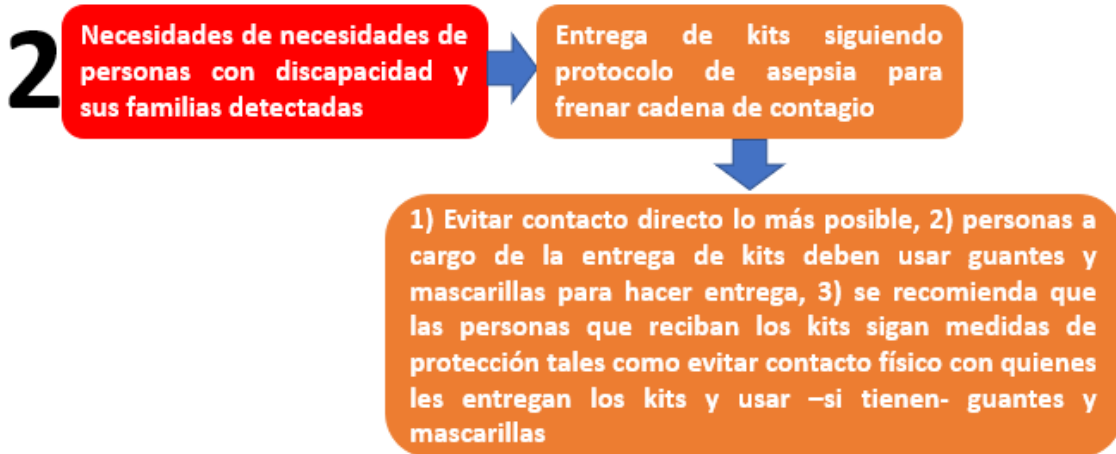 2
Necesidades de necesidades de
personas con discapacidad y
sus familias detectadas
Entrega de kits siguiendo
protocolo de asepsia para
frenar cadena de contagio
1) Evitar contacto directo lo más posible, 2) personas a
cargo de la entrega de kits deben usar guantes y
mascarillas para hacer entrega, 3) se recomienda que
las personas que reciban los kits sigan medidas de
protección tales como evitar contacto físico con quienes
les entregan los kits y usar –si tienen- guantes y
mascarillas